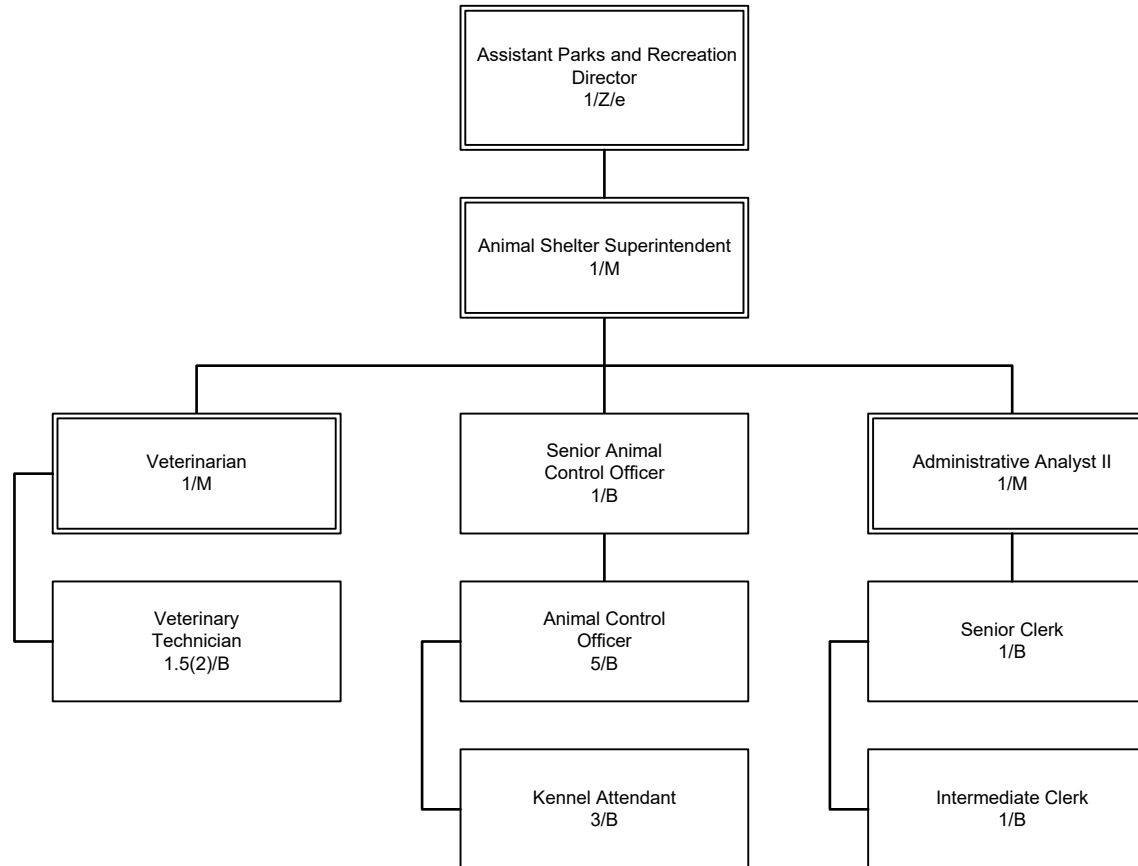 Assistant Parks and Recreation
Director
1/Z/e
Animal Shelter Superintendent
1/M
Veterinarian
1/M
Senior Animal
Control Officer
1/B
Administrative Analyst II
1/M
Veterinary
Technician
1.5(2)/B
Animal Control
Officer
5/B
Senior Clerk
1/B
Kennel Attendant
3/B
Intermediate Clerk
1/B